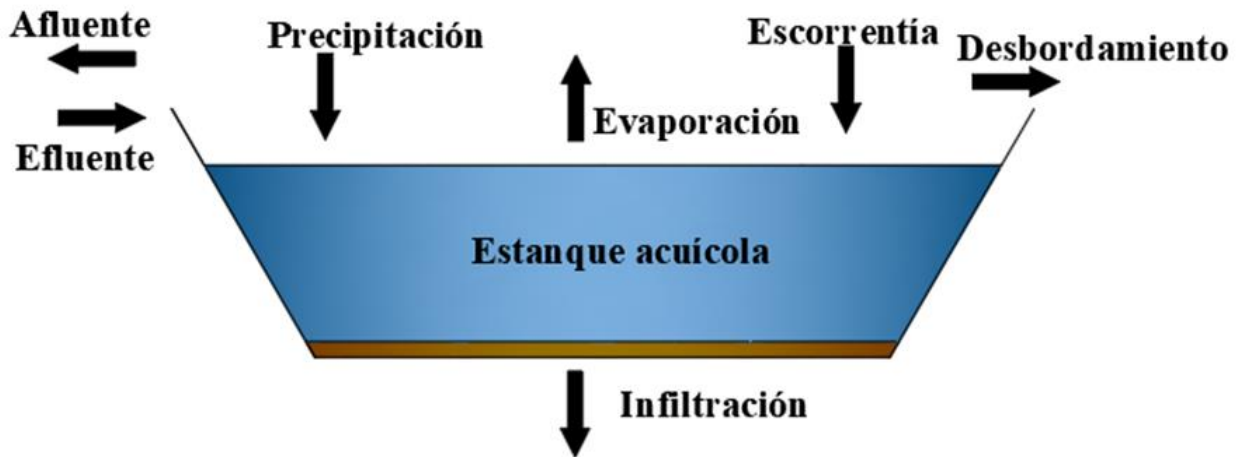 Afluente
Precipitación
Escorrentía
Desbordamiento
Evaporación
Efluente
Estanque acuícola
Infiltración